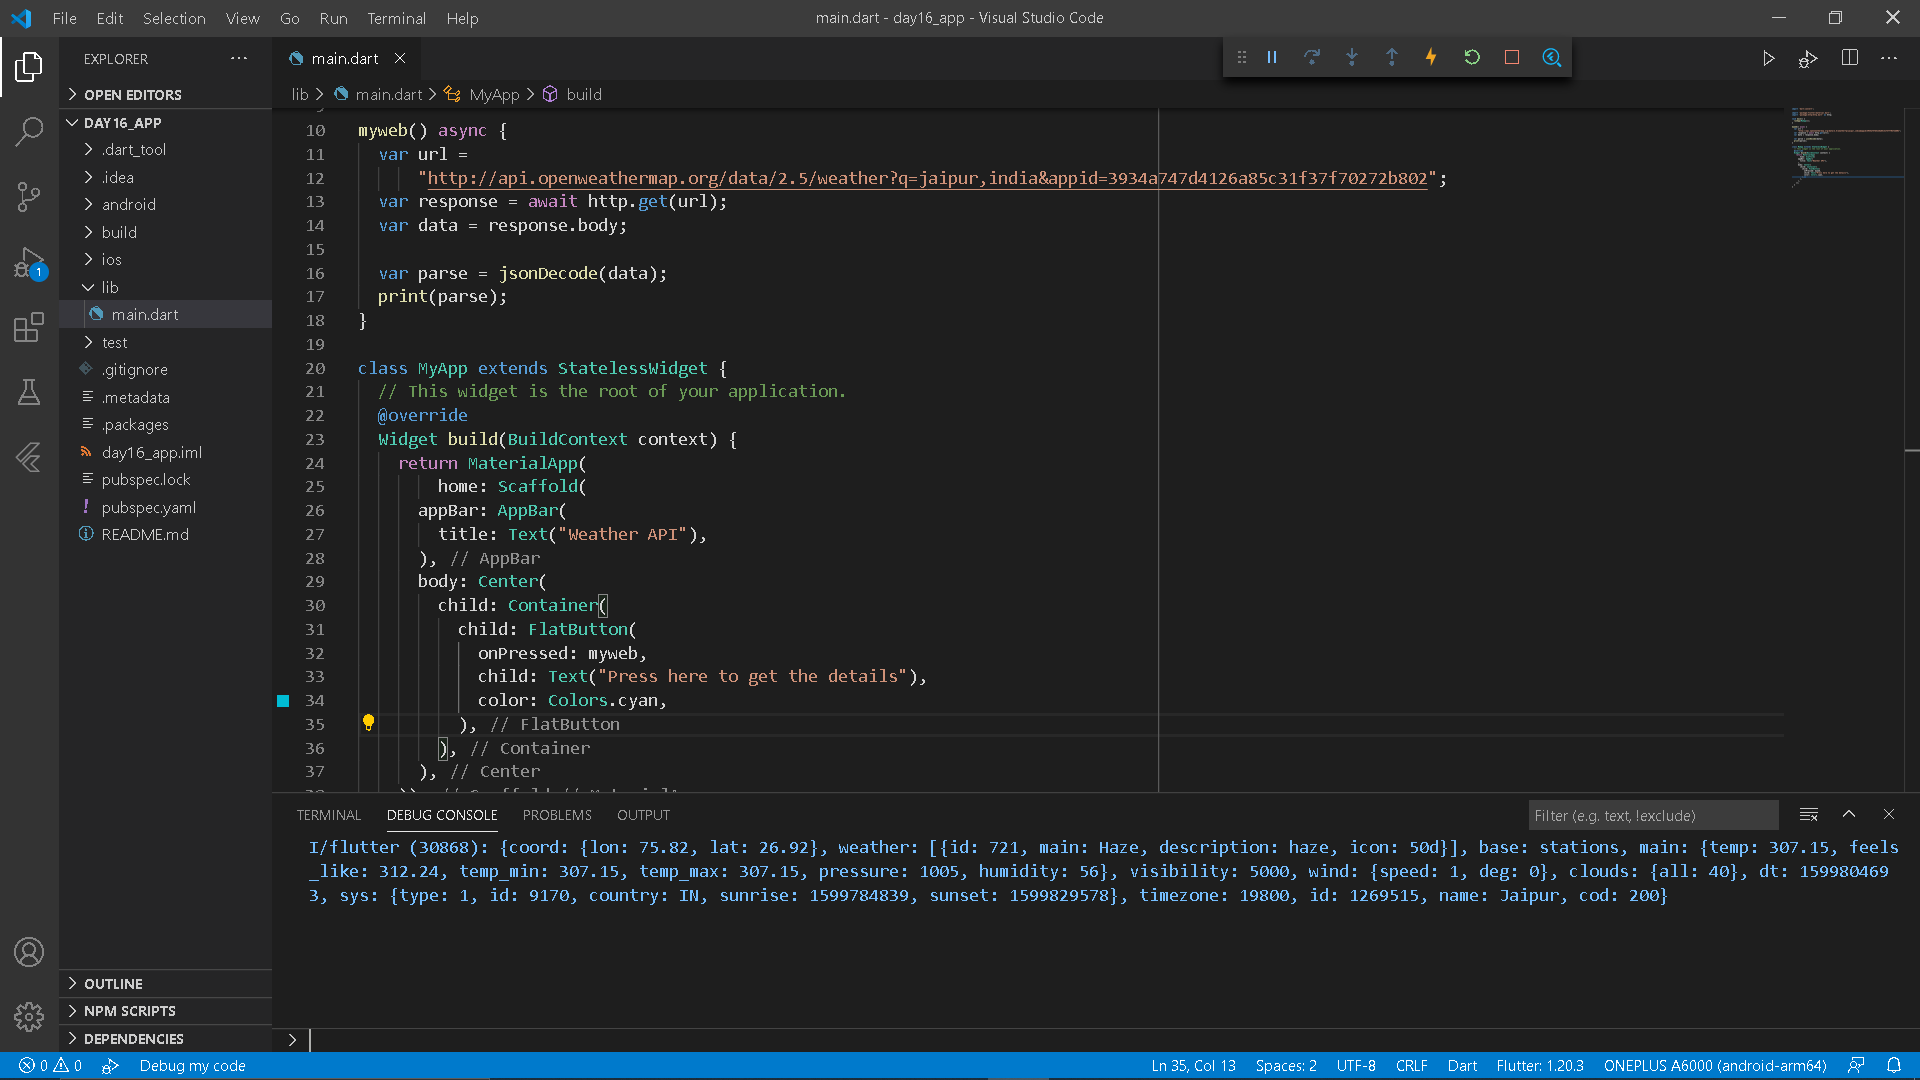 File Edit Selection View Go Run Terminal Help
main.dart - day16_app - Visual Studio Code
EXPLORER
OPEN EDITORS
DAY16_APP
.dart_tool
.idea
android
build
ios
lib
main.dart
test
.gitignore
.metadata
.packages
day16_app.iml
pubspec.lock
pubspec.yaml
README.md
OUTLINE
NPM SCRIPTS
DEPENDENCIES
1
main.dart
lib > main.dart > MyApp > build
10 myweb() async {
11 var url =
12 "http://api.openweathermap.org/data/2.5/weather?q=jaipur,india&appid=3934a747d4126a85c31f37f70272b802";
13 var response = await http.get(url);
14 var data = response.body;
15
16 var parse = jsonDecode(data);
17 print(parse);
18 }
19
20 class MyApp extends StatelessWidget {
21 // This widget is the root of your application.
22 @override
23 Widget build(BuildContext context) {
24 return MaterialApp(
25 home: Scaffold(
26 appBar: AppBar(
27 title: Text("Weather API"),
28 ), // AppBar
29 body: Center(
30 child: Container(
31 child: FlatButton(
32 onPressed: myweb,
33 child: Text("Press here to get the details"),
34 color: Colors.cyan,
35 ), // FlatButton
36 ), // Container
37 ), // Center
TERMINAL DEBUG CONSOLE PROBLEMS OUTPUT
Filter (e.g. text, !exclude)
I/flutter (30868): {coord: {lon: 75.82, lat: 26.92}, weather: [{id: 721, main: Haze, description: haze, icon: 50d}], base: stations, main: {temp: 307.15, feels
_like: 312.24, temp_min: 307.15, temp_max: 307.15, pressure: 1005, humidity: 56}, visibility: 5000, wind: {speed: 1, deg: 0}, clouds: {all: 40}, dt: 159980469
3, sys: {type: 1, id: 9170, country: IN, sunrise: 1599784839, sunset: 1599829578}, timezone: 19800, id: 1269515, name: Jaipur, cod: 200}
0 0 Debug my code
Ln 35, Col 13 Spaces: 2 UTF-8 CRLF Dart Flutter: 1.20.3 ONEPLUS A6000 (android-arm64)